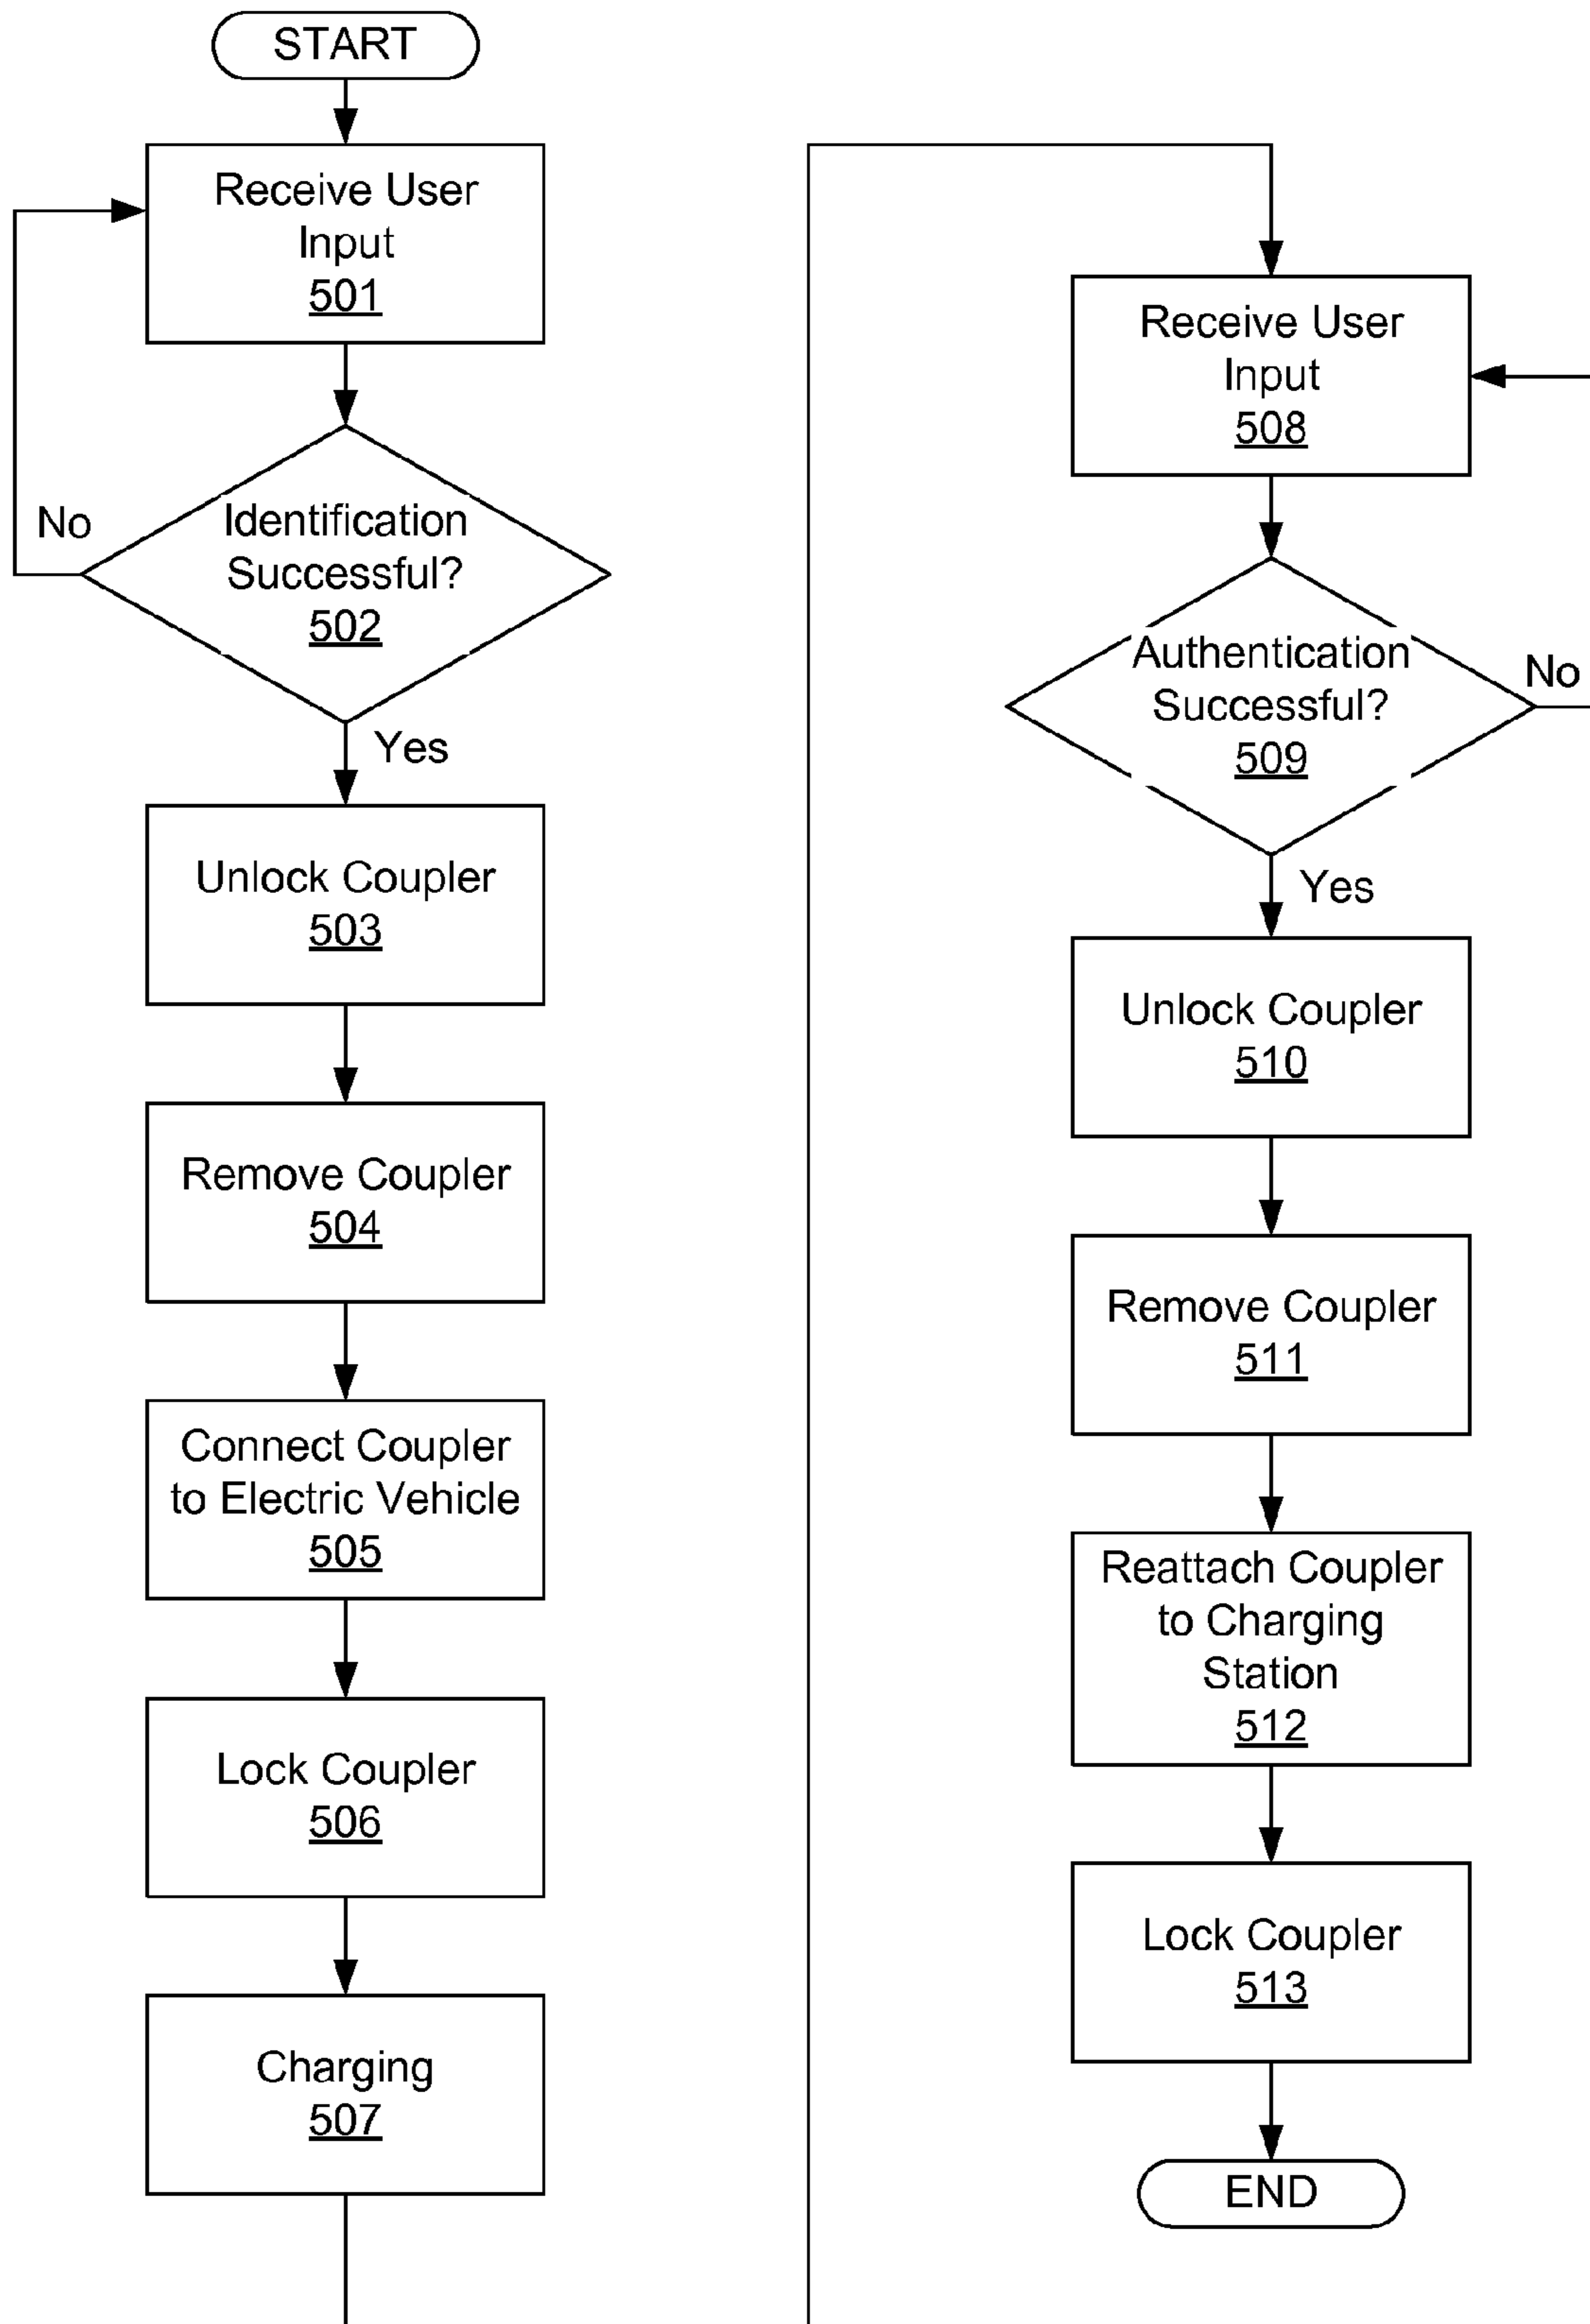 START
Receive User
Input
501
Identification
Successful?
502
No
Yes
Unlock Coupler
503
Remove Coupler
504
Connect Coupler
to Electric Vehicle
505
Lock Coupler
506
Charging
507
Receive User
Input
508
Authentication
Successful?
509
No
Yes
Unlock Coupler
510
Remove Coupler
511
Reattach Coupler
to Charging
Station
512
Lock Coupler
513
END